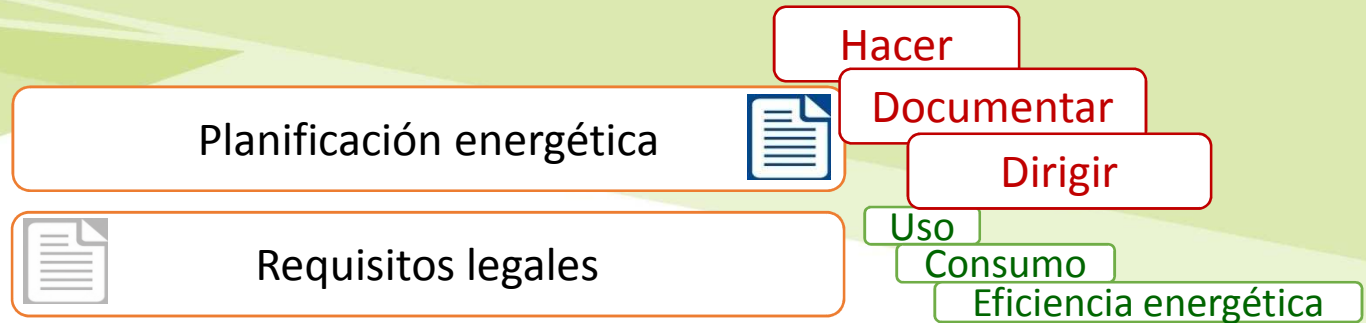 Hacer
Documentar
Planificación energética
Dirigir
Uso
Requisitos legales
Consumo
Eficiencia energética